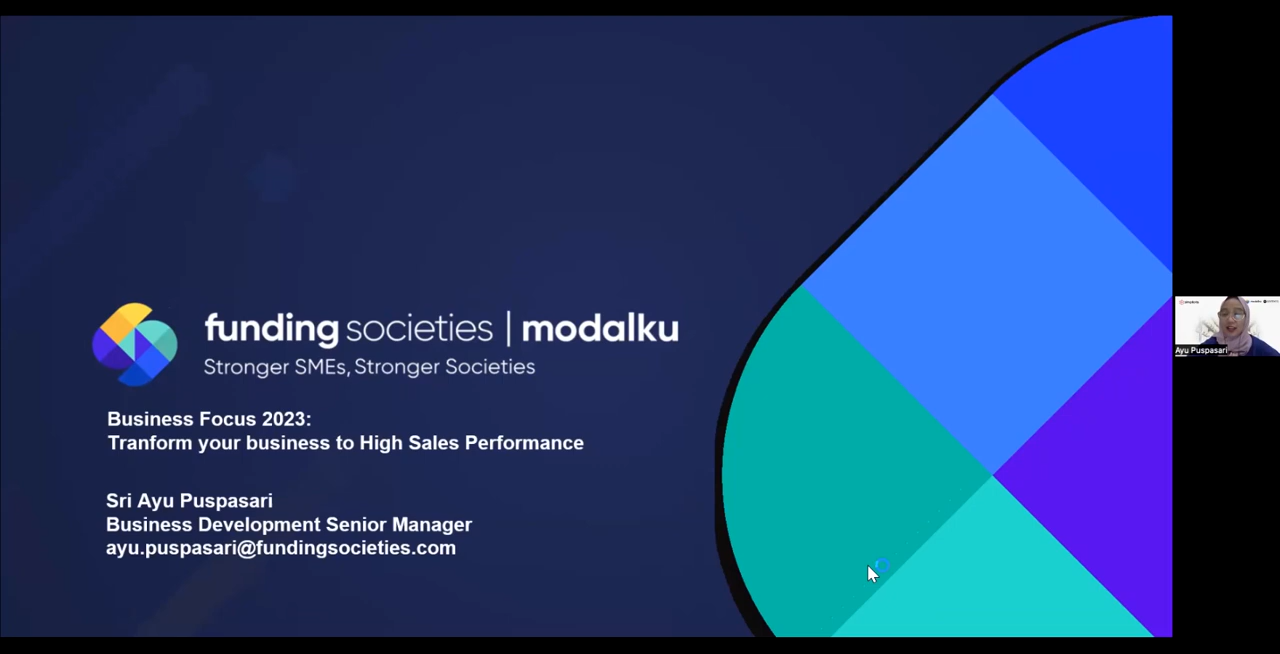 funding societies | modalku
Stronger SMEs, Stronger Societies
Business Focus 2023:
Tranform your business to High Sales Performance
Sri Ayu Puspasari
Business Development Senior Manager
ayu.puspasari@fundingsocieties.com
Ayu Puspasari